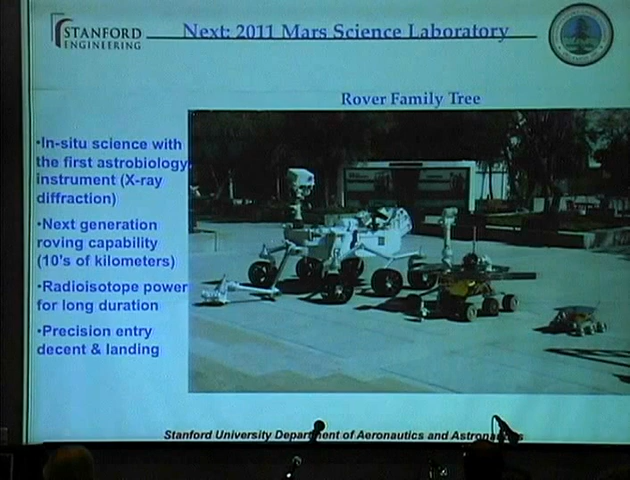 STANFORD
ENGINEERING
Next: 2011 Mars Science Laboratory
Rover Family Tree
•In-situ science with
the first astrobiology
instrument (X-ray
diffraction)
•Next generation
roving capability
(10's of kilometers)
•Radioisotope power
for long duration
•Precision entry
decent & landing
Stanford University Department of Aeronautics and